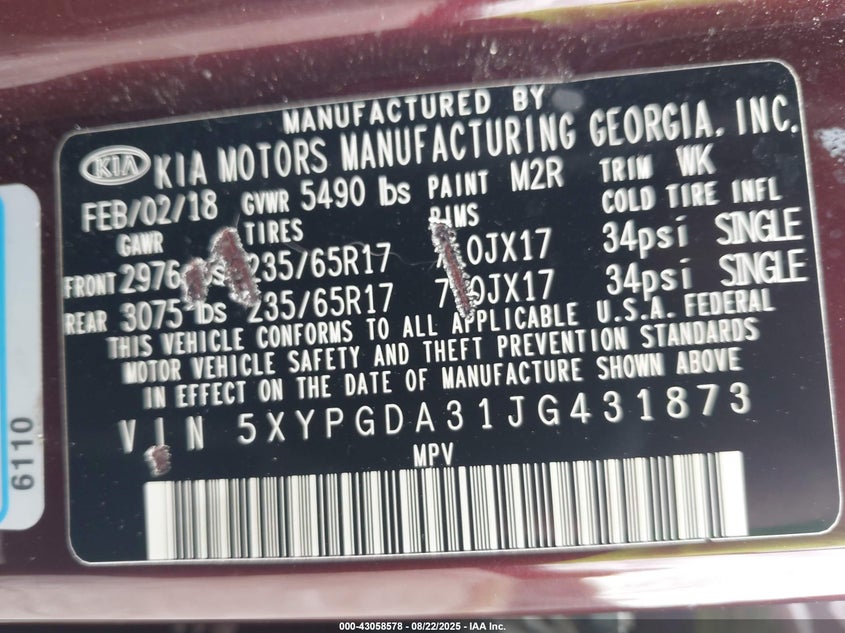 MANUFACTURED BY
KIA KIA MOTORS MANUFACTURING GEORGIA, INC.
FEB/02/18 GVWR 5490 lbs PAINT M2R TRIM WK
GAWR TIRES RIMS COLD TIRE INFL
FRONT 2976 235/65R17 0JX17 34psi SINGLE
REAR 3075 lbs 235/65R17 7 0JX17 34psi SINGLE
THIS VEHICLE CONFORMS TO ALL APPLICABLE U.S.A. FEDERAL
MOTOR VEHICLE SAFETY AND THEFT PREVENTION STANDARDS
IN EFFECT ON THE DATE OF MANUFACTURE SHOWN ABOVE
VIN 5XYPGDA31JG431873
MPV
6110
000-43058578 - 08/22/2025 - IAA Inc.